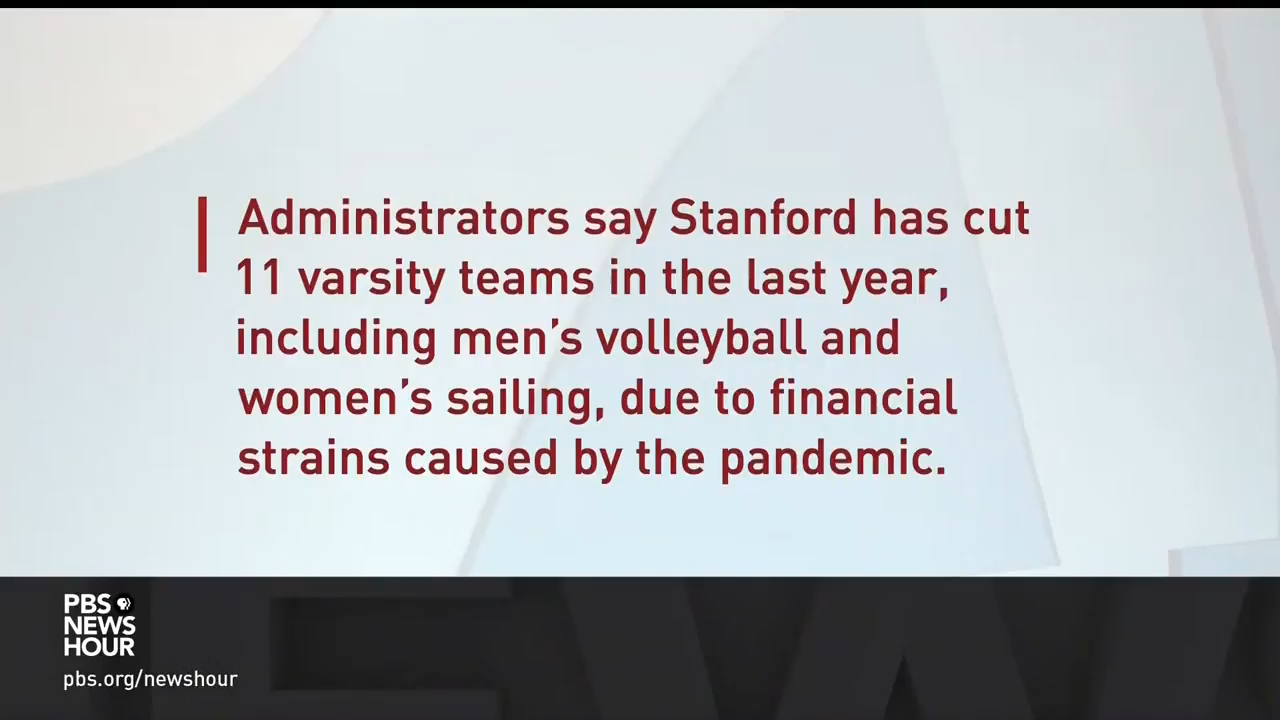 Administrators say Stanford has cut
11 varsity teams in the last year,
including men's volleyball and
women's sailing, due to financial
strains caused by the pandemic.
PBS
NEWS
HOUR
pbs.org/newshour